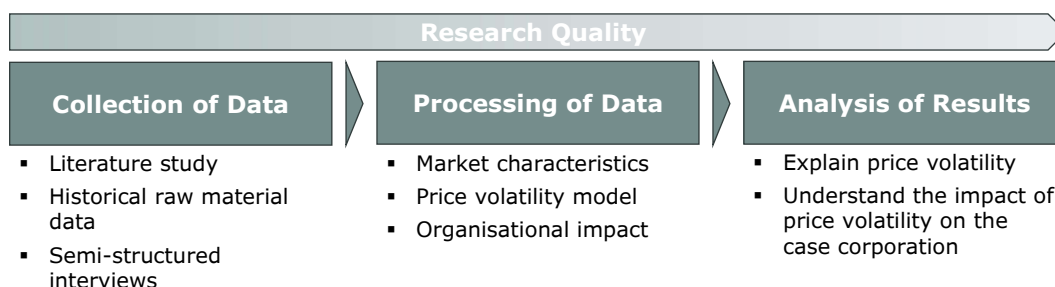 Research Quality
Collection of Data
▪ Literature study
▪ Historical raw material
data
▪ Semi-structured
interviews
Processing of Data
▪ Market characteristics
▪ Price volatility model
▪ Organisational impact
Analysis of Results
▪ Explain price volatility
▪ Understand the impact of
price volatility on the
case corporation